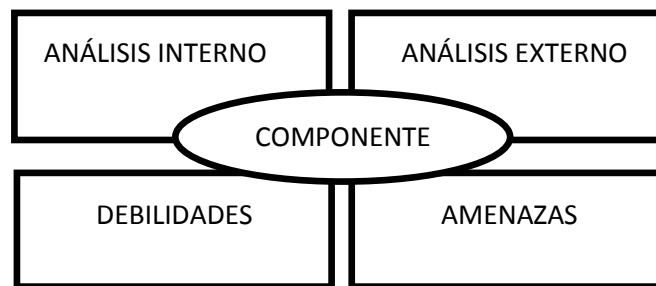 ANÁLISIS INTERNO
ANÁLISIS EXTERNO
COMPONENTE
DEBILIDADES
AMENAZAS